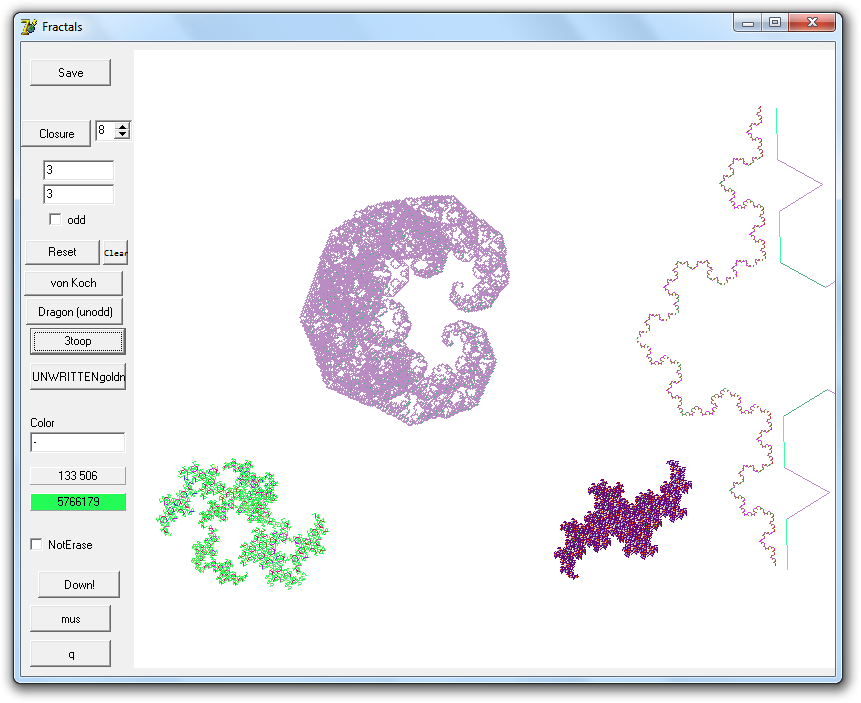 Fractals
Save
Closure
8
3
3
odd
Reset
Clear
von Koch
Dragon (unodd)
3toop
UNWRITTENgoldn
Color
-
133 506
5766179
NotErase
Down!
mus
q